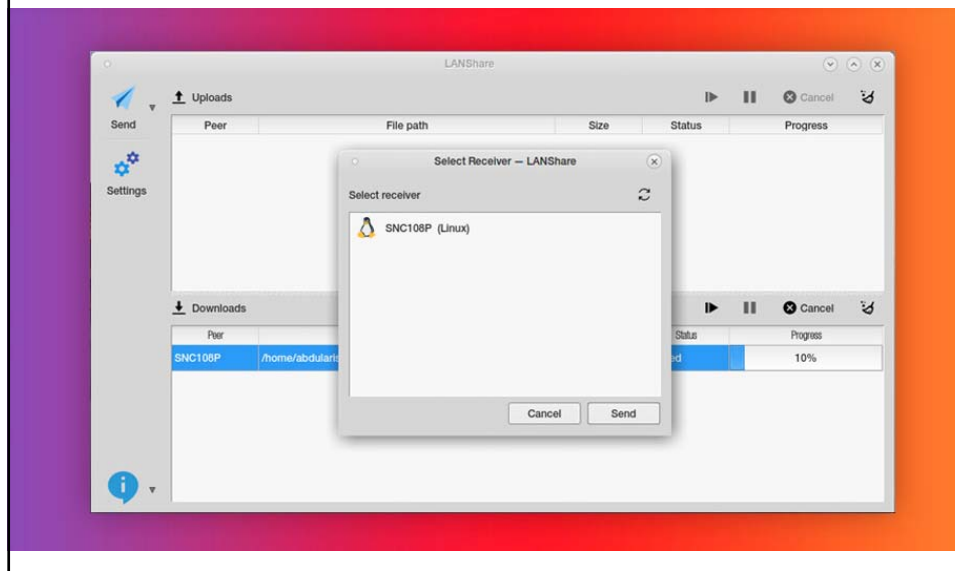 LANShare
Send
Uploads
Cancel
Peer File path Size Status Progress
Settings
Select Receiver — LANShare
Select receiver
SNC108P (Linux)
Cancel Send
Downloads
Cancel
Peer Status Progress
SNC108P /home/abdularis ed 10%